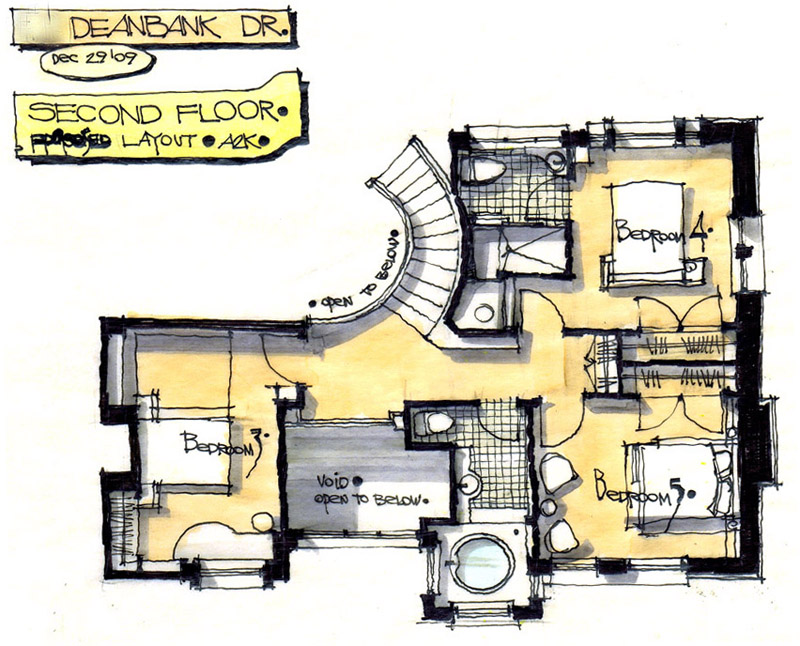 DEANBANK DR.
DEC 29 '09
SECOND FLOOR.
PROPOSED LAYOUT • A2K •
BEDROOM 4.
• OPEN TO BELOW •
BEDROOM 3.
VOID •
OPEN TO BELOW •
BEDROOM 5.